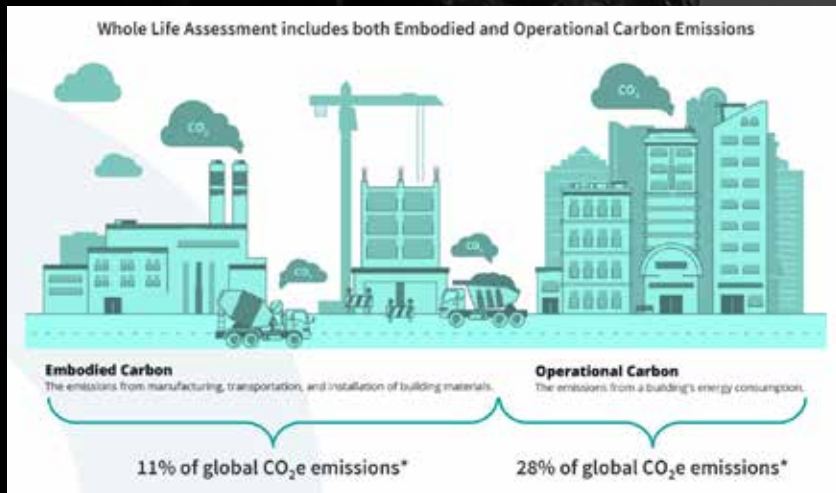 Whole Life Assessment includes both Embodied and Operational Carbon Emissions
CO₂
CO₂
CO₂
CO₂
Embodied Carbon
The emissions from manufacturing, transportation, and installation of building materials.
Operational Carbon
The emissions from a building's energy consumption.
11% of global CO₂e emissions*
28% of global CO₂e emissions*